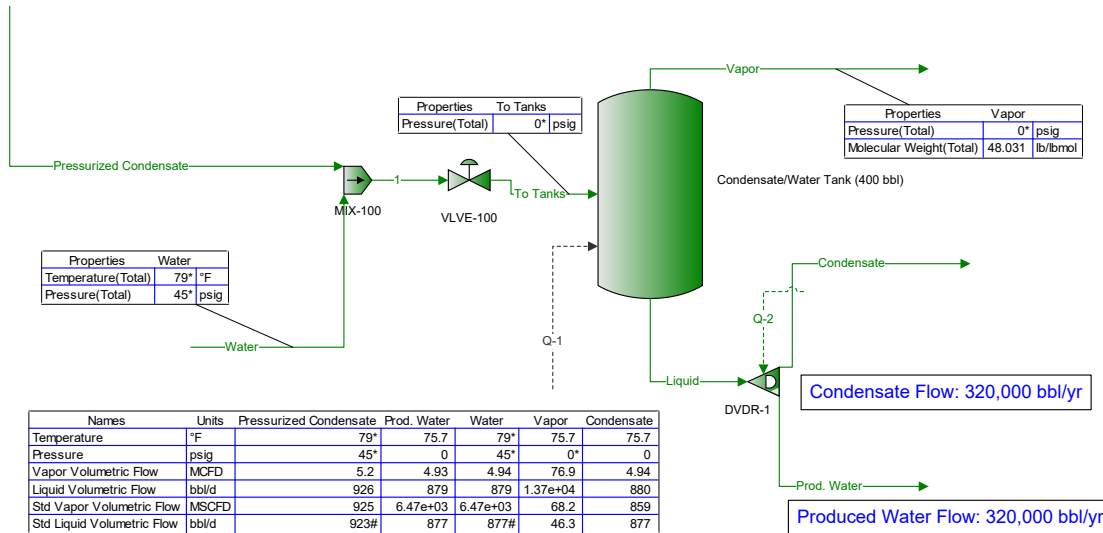 Vapor
Properties To Tanks
Pressure(Total) 0* psig
Properties Vapor
Pressure(Total) 0* psig
Molecular Weight(Total) 48.031 lb/lbmol
Pressurized Condensate
1
To Tanks
Condensate/Water Tank (400 bbl)
MIX-100
VLVE-100
Properties Water
Temperature(Total) 79* °F
Pressure(Total) 45* psig
Condensate
Q-2
Q-1
Water
Liquid
D
DVDR-1
Condensate Flow: 320,000 bbl/yr
Names Units Pressurized Condensate Prod. Water Water Vapor Condensate
Temperature °F 79* 75.7 79* 75.7 75.7
Pressure psig 45* 0 45* 0* 0
Vapor Volumetric Flow MCFD 5.2 4.93 4.94 76.9 4.94
Liquid Volumetric Flow bbl/d 926 879 879 1.37e+04 880
Std Vapor Volumetric Flow MSCFD 925 6.47e+03 6.47e+03 68.2 859
Std Liquid Volumetric Flow bbl/d 923# 877 877# 46.3 877
Prod. Water
Produced Water Flow: 320,000 bbl/yr